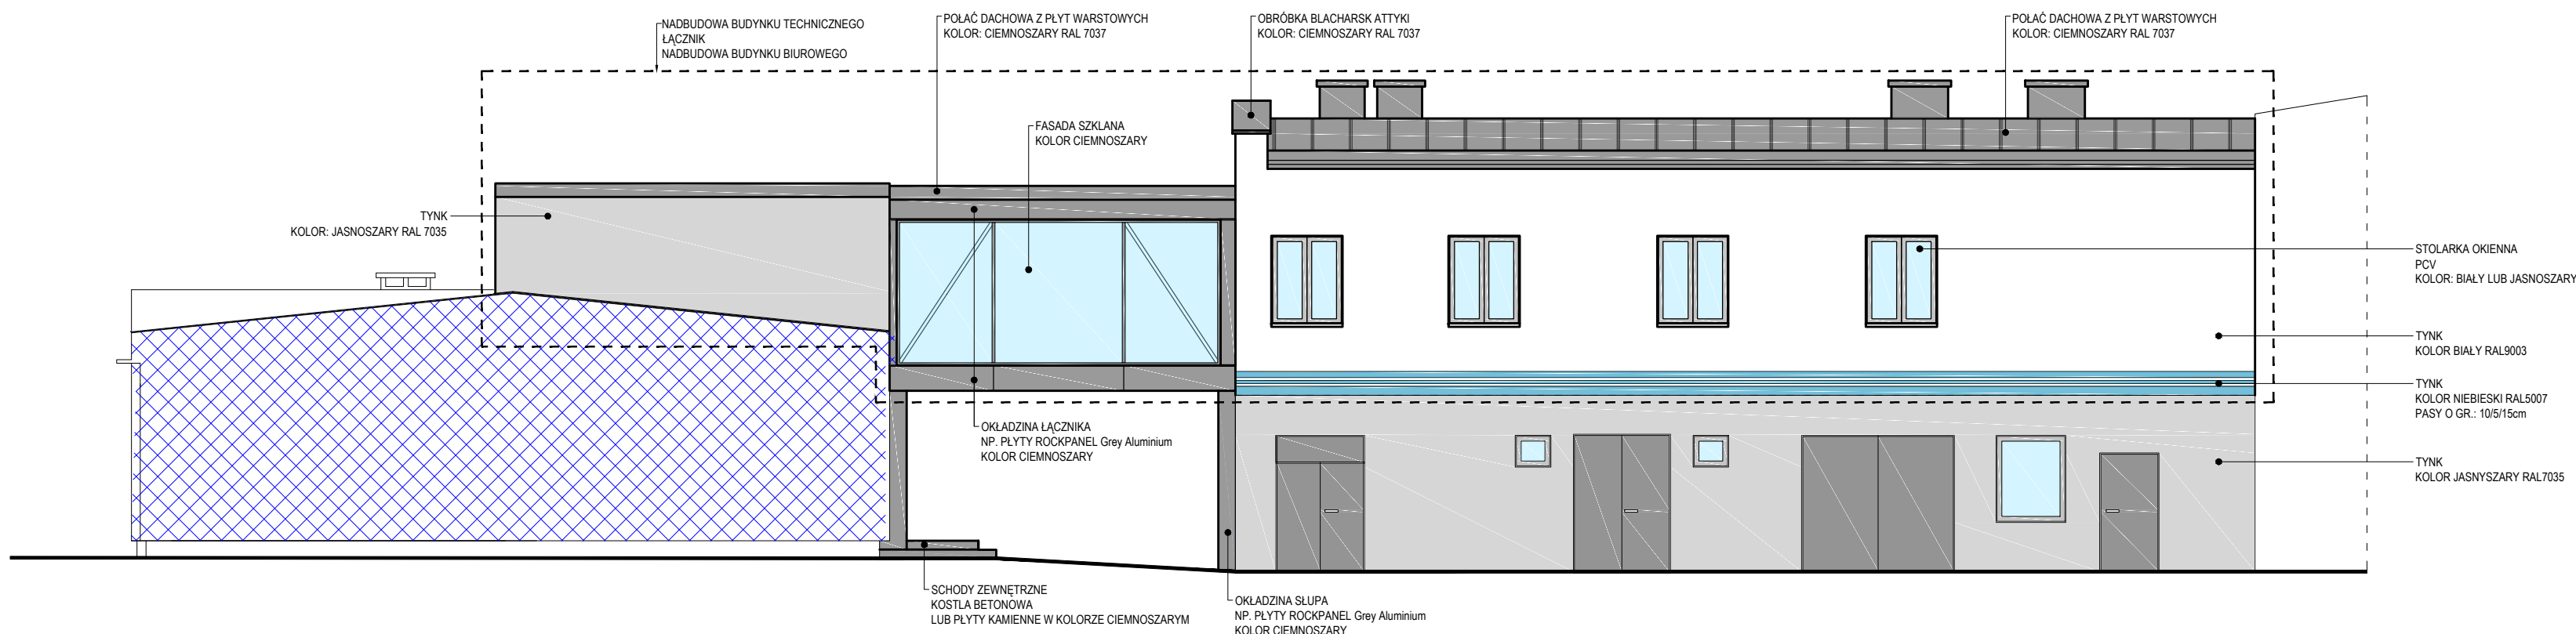 NADBUDOWA BUDYNKU TECHNICZNEGO
ŁĄCZNIK
NADBUDOWA BUDYNKU BIUROWEGO
POŁAĆ DACHOWA Z PŁYT WARSTOWYCH
KOLOR: CIEMNOSZARY RAL 7037
OBRÓBKA BLACHARSK ATTYKI
KOLOR: CIEMNOSZARY RAL 7037
POŁAĆ DACHOWA Z PŁYT WARSTOWYCH
KOLOR: CIEMNOSZARY RAL 7037
FASADA SZKLANA
KOLOR CIEMNOSZARY
TYNK
KOLOR: JASNOSZARY RAL 7035
STOLARKA OKIENNA
PCV
KOLOR: BIAŁY LUB JASNOSZARY
TYNK
KOLOR BIAŁY RAL9003
TYNK
KOLOR NIEBIESKI RAL5007
PASY O GR.: 10/5/15cm
OKŁADZINA ŁĄCZNIKA
NP. PŁYTY ROCKPANEL Grey Aluminium
KOLOR CIEMNOSZARY
TYNK
KOLOR JASNYSZARY RAL7035
SCHODY ZEWNĘTRZNE
KOSTLA BETONOWA
LUB PŁYTY KAMIENNE W KOLORZE CIEMNOSZARYM
OKŁADZINA SŁUPA
NP. PŁYTY ROCKPANEL Grey Aluminium
KOLOR CIEMNOSZARY